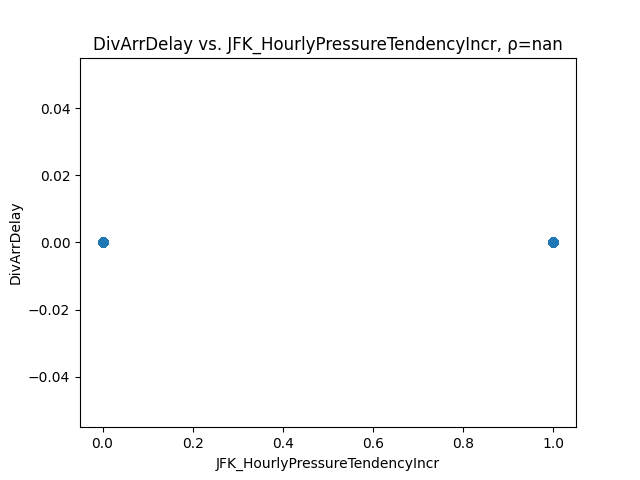 DivArrDelay vs. JFK_HourlyPressureTendencyIncr, ρ=nan
0.04
0.02
0.00
−0.02
−0.04
DivArrDelay
0.0 0.2 0.4 0.6 0.8 1.0
JFK_HourlyPressureTendencyIncr